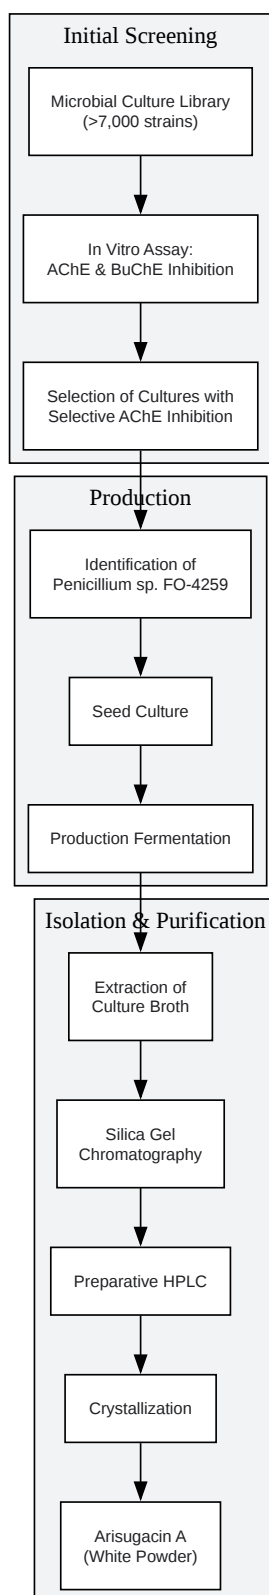 Initial Screening
Microbial Culture Library
(>7,000 strains)
In Vitro Assay:
AChE & BuChE Inhibition
Selection of Cultures with
Selective AChE Inhibition
Production
Identification of
Penicillium sp. FO-4259
Seed Culture
Production Fermentation
Isolation & Purification
Extraction of
Culture Broth
Silica Gel
Chromatography
Preparative HPLC
Crystallization
Arisugacin A
(White Powder)